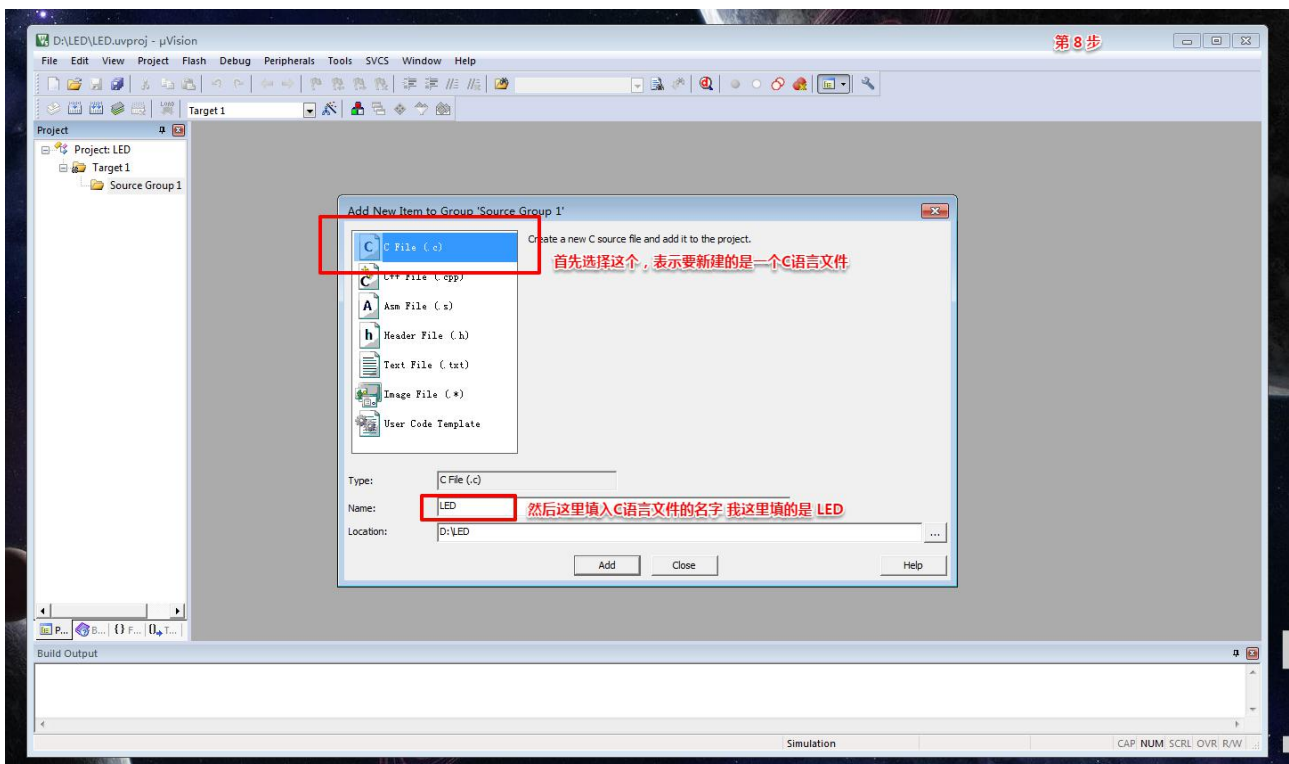 D:\LED\LED.uvproj - µVision
第 8 步
File Edit View Project Flash Debug Peripherals Tools SVCS Window Help
Target 1
Project
Project: LED
Target 1
Source Group 1
Add New Item to Group 'Source Group 1'
C File (.c)
Create a new C source file and add it to the project.
首先选择这个，表示要新建的是一个C语言文件
C++ File (.cpp)
Asm File (.s)
Header File (.h)
Text File (.txt)
Image File (.*)
User Code Template
Type:
C File (.c)
Name:
LED
然后这里填入C语言文件的名字 我这里填的是 LED
Location:
D:\LED
...
Add
Close
Help
P...
B...
{} F...
0 T...
Build Output
Simulation
CAP NUM SCRL OVR R/W